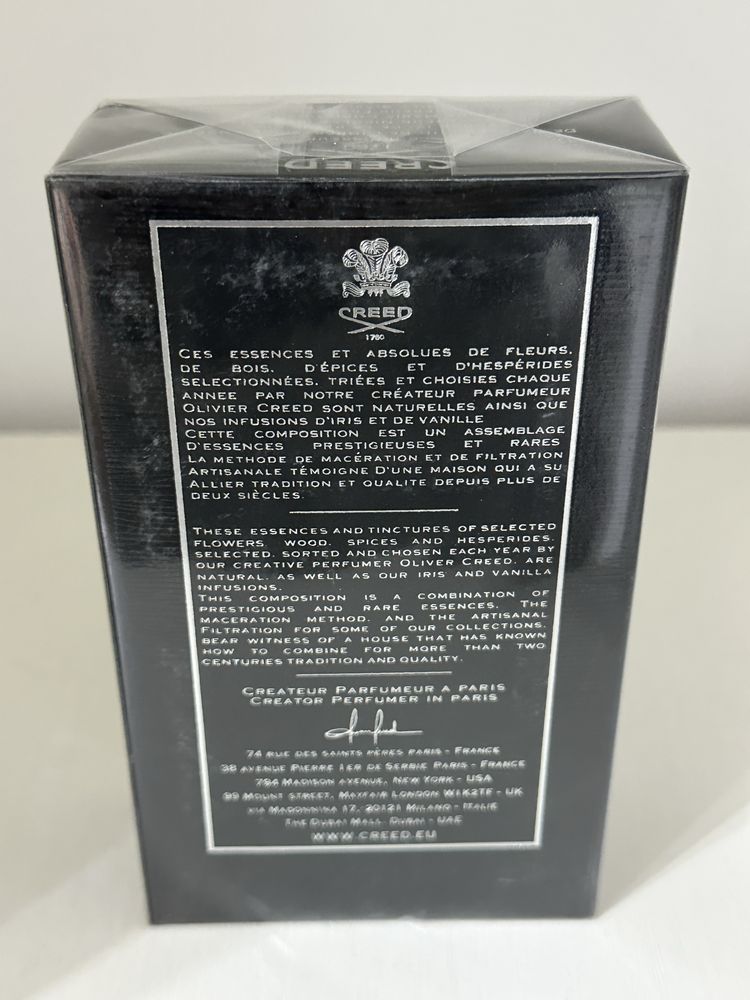 CREED
CREED
1760
CES ESSENCES ET ABSOLUES DE FLEURS,
DE BOIS, D'ÉPICES ET D'HESPÉRIDES
SELECTIONNÉES, TRIÉES ET CHOISIES CHAQUE
ANNEE PAR NOTRE CRÉATEUR PARFUMEUR
OLIVIER CREED SONT NATURELLES AINSI QUE
NOS INFUSIONS D'IRIS ET DE VANILLE
CETTE COMPOSITION EST UN ASSEMBLAGE
D'ESSENCES PRESTIGIEUSES ET RARES
LA METHODE DE MACÉRATION ET DE FILTRATION
ARTISANALE TÉMOIGNE D'UNE MAISON QUI A SU
ALLIER TRADITION ET QUALITE DEPUIS PLUS DE
DEUX SIÈCLES.
THESE ESSENCES AND TINCTURES OF SELECTED
FLOWERS, WOOD, SPICES AND HESPERIDES.
SELECTED, SORTED AND CHOSEN EACH YEAR BY
OUR CREATIVE PERFUMER OLIVER CREED, ARE
NATURAL, AS WELL AS OUR IRIS AND VANILLA
INFUSIONS.
THIS COMPOSITION IS A COMBINATION OF
PRESTIGIOUS AND RARE ESSENCES, THE
MACERATION METHOD, AND THE ARTISANAL
FILTRATION FOR SOME OF OUR COLLECTIONS,
BEAR WITNESS OF A HOUSE THAT HAS KNOWN
HOW TO COMBINE FOR MORE THAN TWO
CENTURIES TRADITION AND QUALITY.
CREATEUR PARFUMEUR A PARIS
CREATOR PERFUMER IN PARIS
74 RUE DES SAINTS PÈRES PARIS - FRANCE
38 AVENUE PIERRE 1ER DE SERBIE PARIS - FRANCE
794 MADISON AVENUE, NEW YORK - USA
99 MOUNT STREET, MAYFAIR LONDON W1K2TF - UK
VIA MADONNINA 17, 20121 MILANO - ITALIE
THE DUBAI MALL, DUBAI - UAE
WWW.CREED.EU